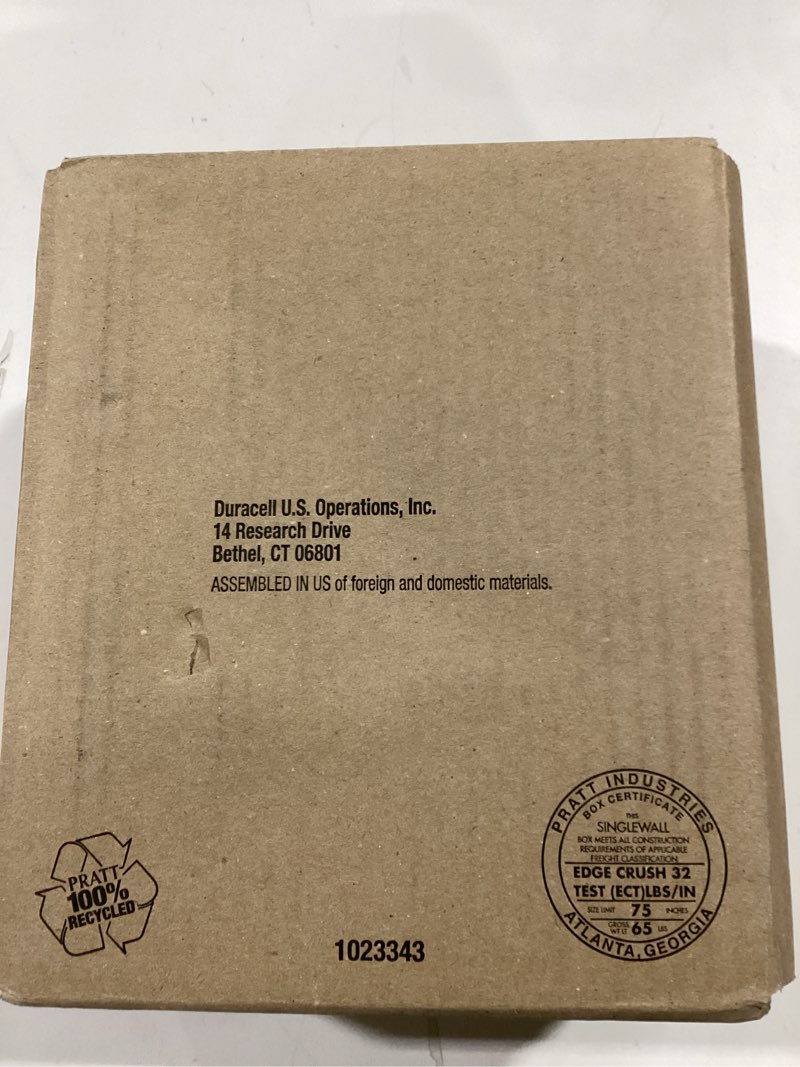 Duracell U.S. Operations, Inc.
14 Research Drive
Bethel, CT 06801
ASSEMBLED IN US of foreign and domestic materials.
PRATT
100%
RECYCLED
1023343
PRATT INDUSTRIES
BOX CERTIFICATE
THIS
SINGLEWALL
BOX MEETS ALL CONSTRUCTION
REQUIREMENTS OF APPLICABLE
FREIGHT CLASSIFICATION
EDGE CRUSH 32
TEST (ECT)LBS/IN
SIZE LIMIT 75 INCHES
GROSS WT LT 65 LBS
ATLANTA, GEORGIA